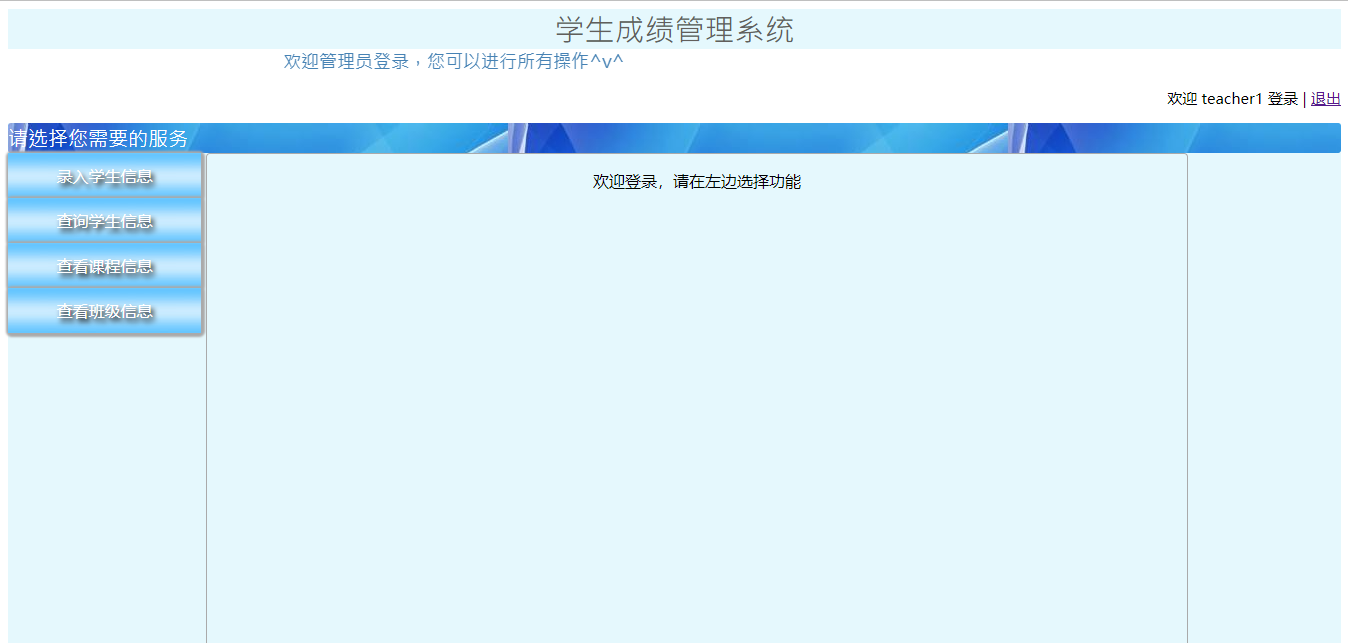 学生成绩管理系统
欢迎管理员登录，您可以进行所有操作^v^
欢迎 teacher1 登录 | 退出
请选择您需要的服务
录入学生信息
欢迎登录，请在左边选择功能
查询学生信息
查看课程信息
查看班级信息